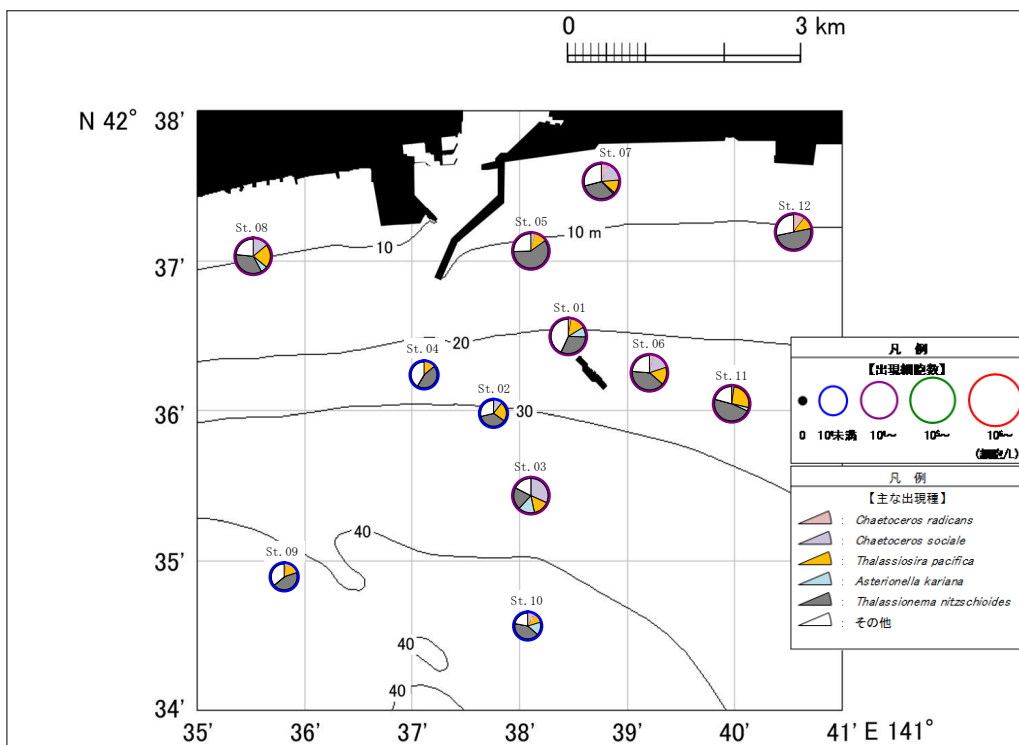 0 3 km
N 42° 38'
St.07
St.12
St.08
St.05
10 m
10
37'
St.01
20
St.04
St.06
St.11
St.02
36'
30
St.03
40
35'
St.09
St.10
40
40
34'
35' 36' 37' 38' 39' 40' 41' E 141°
凡 例
【出現細胞数】
0 10⁴未満 10⁴~ 10⁵~ 10⁶~
(細胞/L)
凡 例
【主な出現種】
: Chaetoceros radicans
: Chaetoceros sociale
: Thalassiosira pacifica
: Asterionella kariana
: Thalassionema nitzschioides
: その他